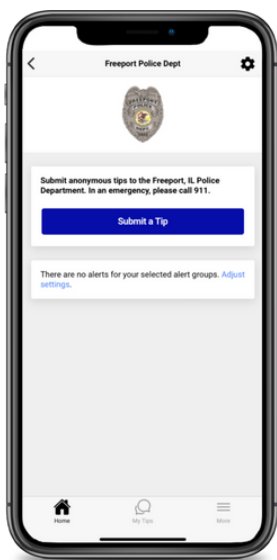 Freeport Police Dept
Submit anonymous tips to the Freeport, IL Police
Department. In an emergency, please call 911.
Submit a Tip
There are no alerts for your selected alert groups. Adjust
settings.
Home
My Tips
More